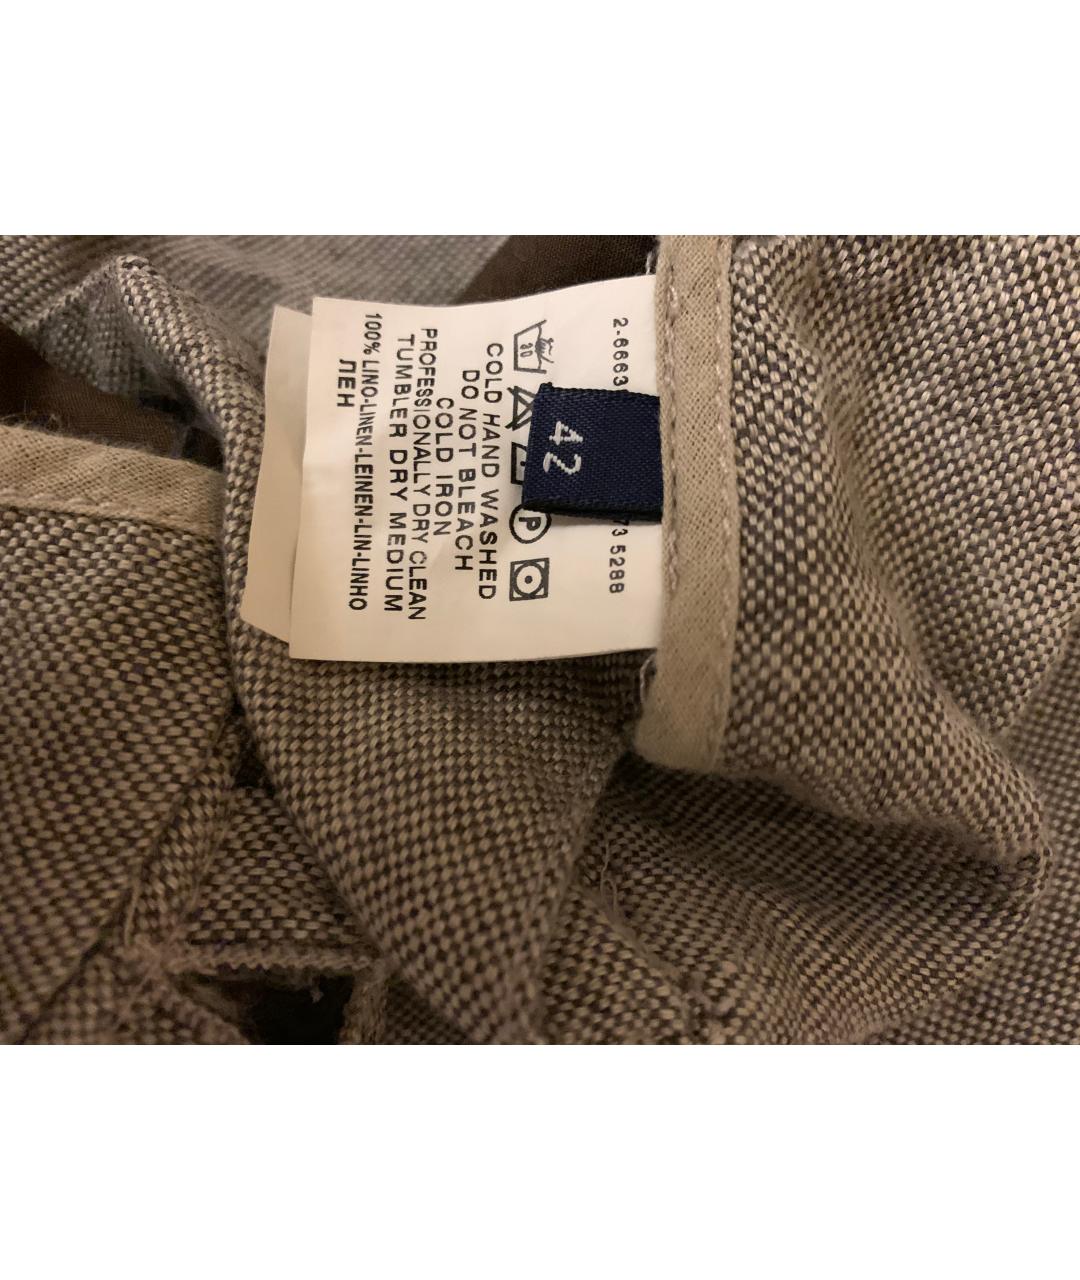 2-6663
73 5288
42
30
P
COLD HAND WASHED
DO NOT BLEACH
COLD IRON
PROFESSIONALLY DRY CLEAN
TUMBLER DRY MEDIUM
100% LINO-LINEN-LEINEN-LIN-LINHO
ЛЕН